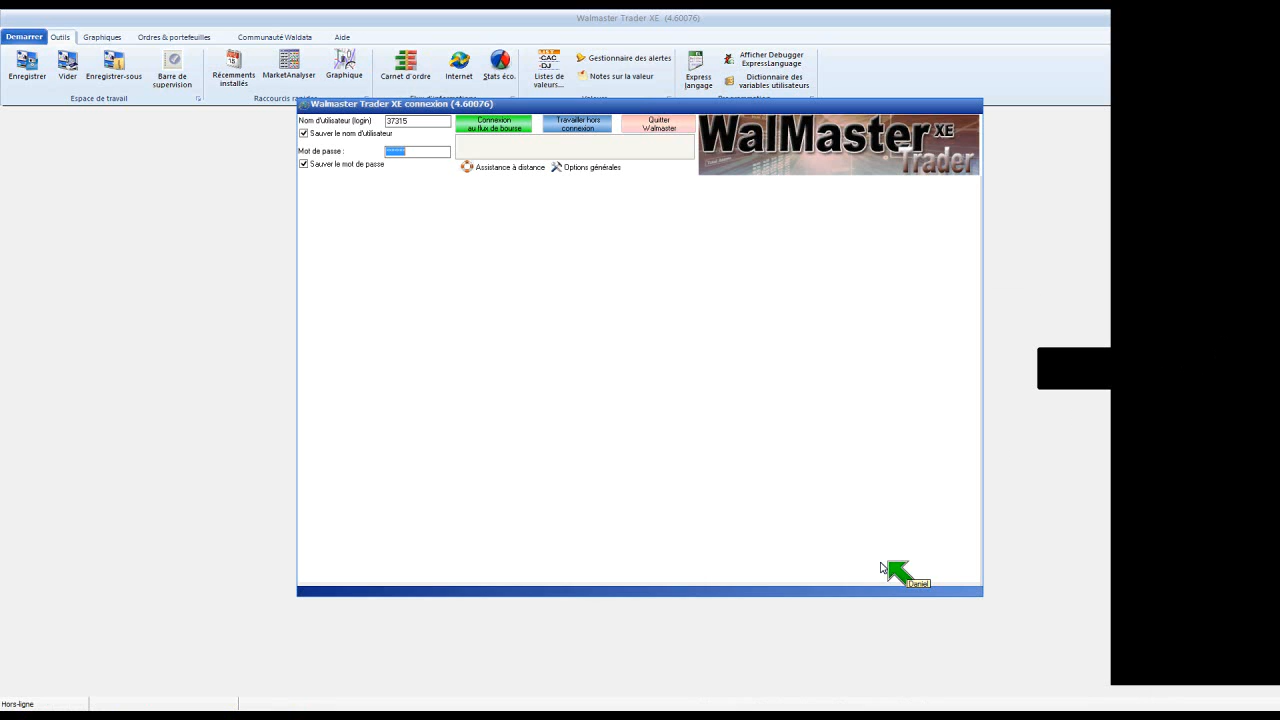 Walmaster Trader XE (4.60076)
Demarrer Outils Graphiques Ordres & portefeuilles Communauté Waldata Aide
Enregistrer Vider Enregistrer-sous Barre de supervision
Récemments installés MarketAnalyser Graphique
Carnet d'ordre Internet Stats éco.
Listes de valeurs... Gestionnaire des alertes
Notes sur la valeur
Express langage Afficher Debugger ExpressLanguage
Dictionnaire des variables utilisateurs
Espace de travail
Walmaster Trader XE connexion (4.60076)
Nom d'utilisateur (login) 37315
Sauver le nom d'utilisateur
Mot de passe :
Sauver le mot de passe
Connexion au flux de bourse
Travailler hors connexion
Quitter Walmaster
Assistance à distance Options générales
WalMaster XE
Trader
Daniel
Hors-ligne